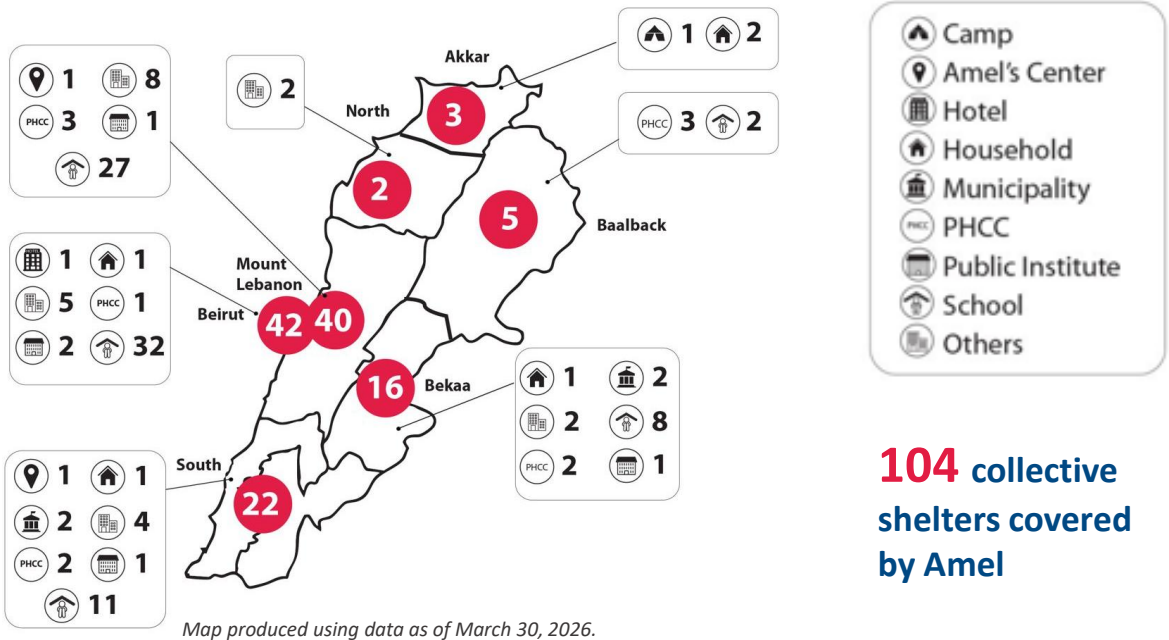 Akkar
1 2
3
2
North
PHCC 3 2
1 8
PHCC 3 1
27
2
5
Baalback
1 1
5 PHCC 1
2 32
Mount
Lebanon
Beirut
42 40
16
Bekaa
1 2
2 8
PHCC 2 1
South
22
1 1
2 4
PHCC 2 1
11
Map produced using data as of March 30, 2026.
Camp
Amel's Center
Hotel
Household
Municipality
PHCC PHCC
Public Institute
School
Others
104 collective
shelters covered
by Amel